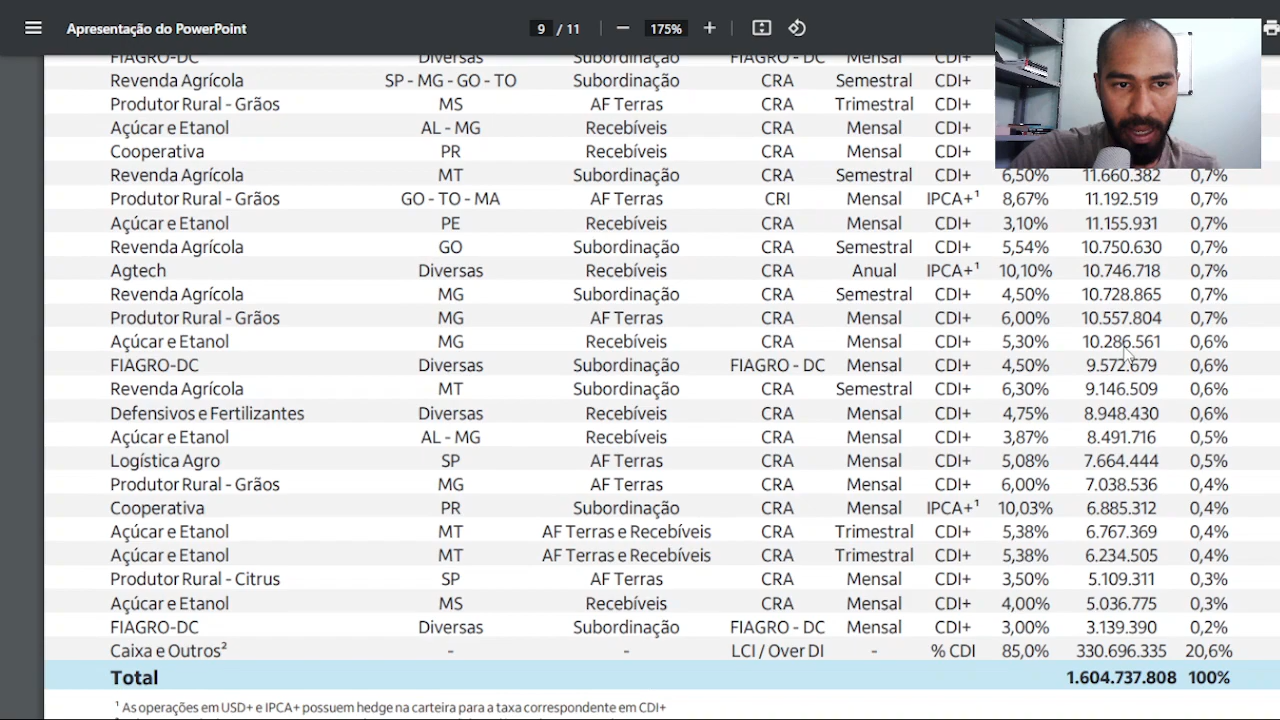 Apresentação do PowerPoint 9 / 11 175%
FIAGRO-DC Diversas Subordinação FIAGRO - DC Mensal CDI+
Revenda Agrícola SP - MG - GO - TO Subordinação CRA Semestral CDI+
Produtor Rural - Grãos MS AF Terras CRA Trimestral CDI+
Açúcar e Etanol AL - MG Recebíveis CRA Mensal CDI+
Cooperativa PR Recebíveis CRA Mensal CDI+
Revenda Agrícola MT Subordinação CRA Semestral CDI+ 6,50% 11.660.382 0,7%
Produtor Rural - Grãos GO - TO - MA AF Terras CRI Mensal IPCA+¹ 8,67% 11.192.519 0,7%
Açúcar e Etanol PE Recebíveis CRA Mensal CDI+ 3,10% 11.155.931 0,7%
Revenda Agrícola GO Subordinação CRA Semestral CDI+ 5,54% 10.750.630 0,7%
Agtech Diversas Recebíveis CRA Anual IPCA+¹ 10,10% 10.746.718 0,7%
Revenda Agrícola MG Subordinação CRA Semestral CDI+ 4,50% 10.728.865 0,7%
Produtor Rural - Grãos MG AF Terras CRA Mensal CDI+ 6,00% 10.557.804 0,7%
Açúcar e Etanol MG Recebíveis CRA Mensal CDI+ 5,30% 10.286.561 0,6%
FIAGRO-DC Diversas Subordinação FIAGRO - DC Mensal CDI+ 4,50% 9.572.679 0,6%
Revenda Agrícola MT Subordinação CRA Semestral CDI+ 6,30% 9.146.509 0,6%
Defensivos e Fertilizantes Diversas Recebíveis CRA Mensal CDI+ 4,75% 8.948.430 0,6%
Açúcar e Etanol AL - MG Recebíveis CRA Mensal CDI+ 3,87% 8.491.716 0,5%
Logística Agro SP AF Terras CRA Mensal CDI+ 5,08% 7.664.444 0,5%
Produtor Rural - Grãos MG AF Terras CRA Mensal CDI+ 6,00% 7.038.536 0,4%
Cooperativa PR Subordinação CRA Mensal IPCA+¹ 10,03% 6.885.312 0,4%
Açúcar e Etanol MT AF Terras e Recebíveis CRA Trimestral CDI+ 5,38% 6.767.369 0,4%
Açúcar e Etanol MT AF Terras e Recebíveis CRA Trimestral CDI+ 5,38% 6.234.505 0,4%
Produtor Rural - Citrus SP AF Terras CRA Mensal CDI+ 3,50% 5.109.311 0,3%
Açúcar e Etanol MS Recebíveis CRA Mensal CDI+ 4,00% 5.036.775 0,3%
FIAGRO-DC Diversas Subordinação FIAGRO - DC Mensal CDI+ 3,00% 3.139.390 0,2%
Caixa e Outros² - - LCI / Over DI - % CDI 85,0% 330.696.335 20,6%
Total 1.604.737.808 100%
¹ As operações em USD+ e IPCA+ possuem hedge na carteira para a taxa correspondente em CDI+